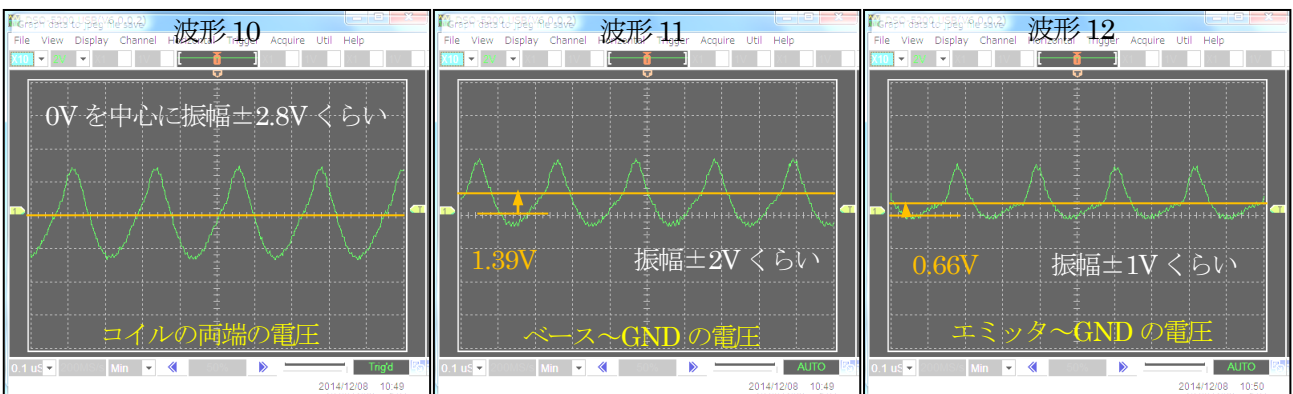 波形 10
File View Display Channel Horizontal Trigger Acquire Util Help
X10
0V を中心に振幅±2.8V くらい
1
T
コイルの両端の電圧
0.1 uS
Min
Trig'd
2014/12/08 10:49
波形 11
File View Display Channel Horizontal Trigger Acquire Util Help
X10
1
T
1.39V
振幅±2V くらい
ベース～GND の電圧
0.1 uS
Min
AUTO
2014/12/08 10:49
波形 12
File View Display Channel Horizontal Trigger Acquire Util Help
X10
1
T
0.66V
振幅±1V くらい
エミッタ～GND の電圧
0.1 uS
Min
AUTO
2014/12/08 10:50